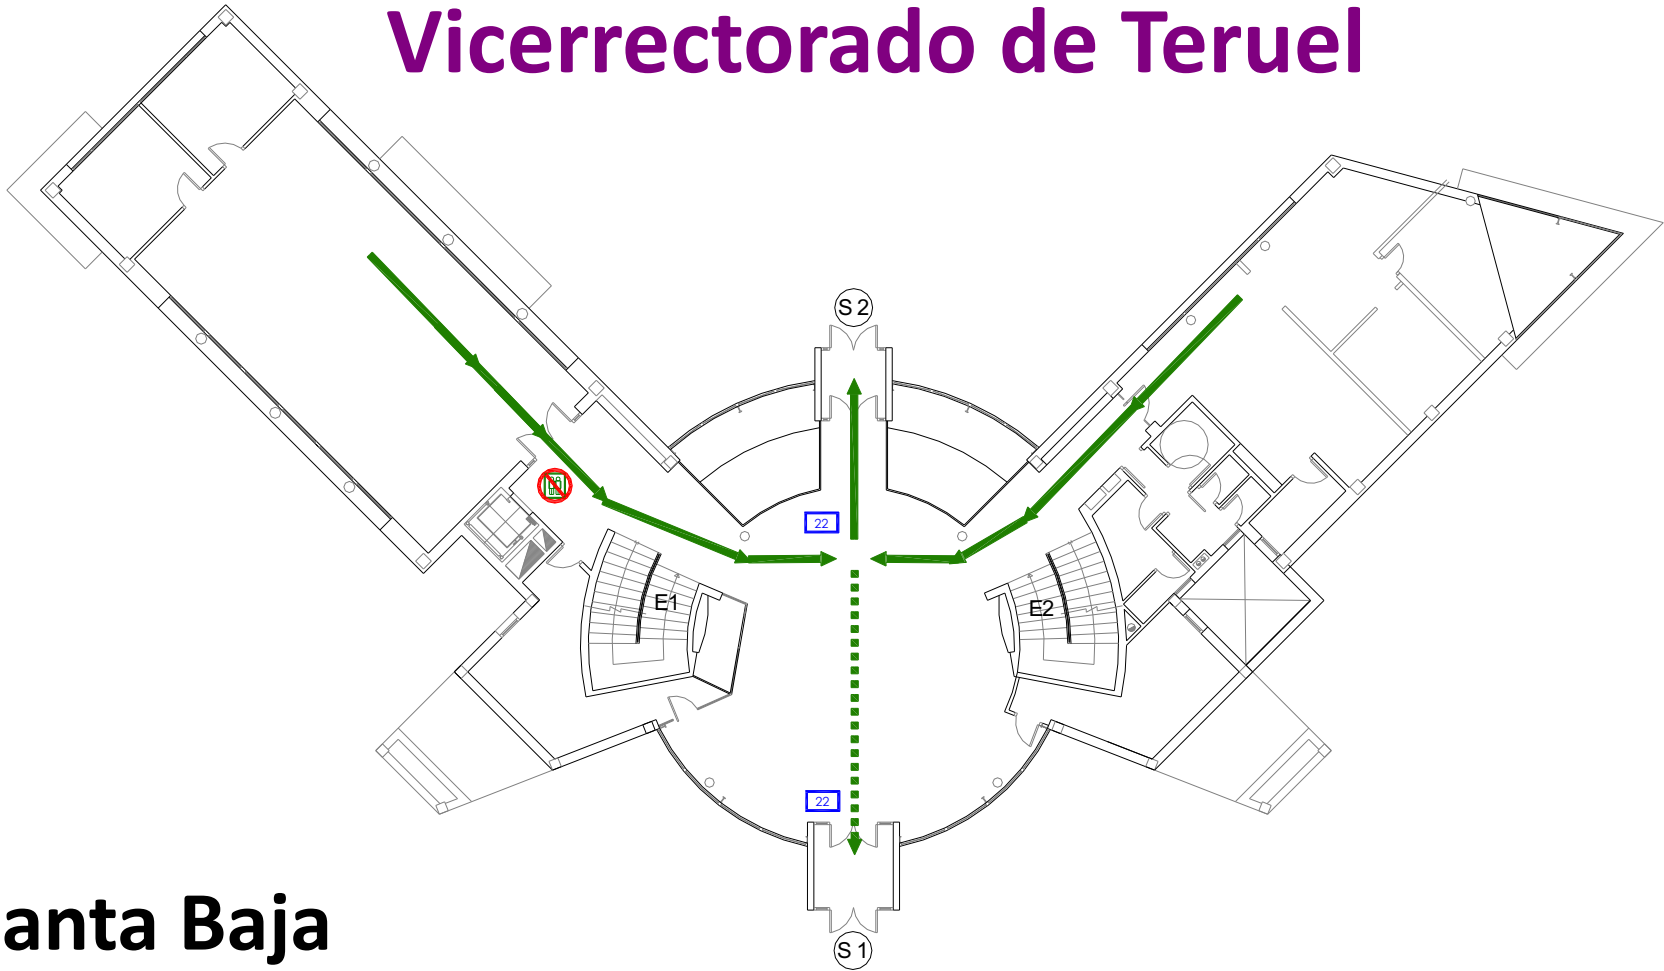 Vicerrectorado de Teruel
S 2
22
E1
E2
22
S 1
anta Baja